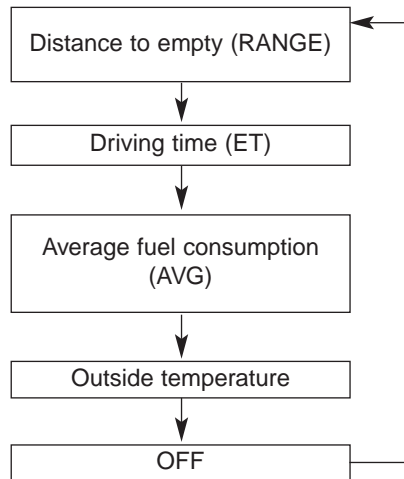 Distance to empty (RANGE)
Driving time (ET)
Average fuel consumption
(AVG)
Outside temperature
OFF